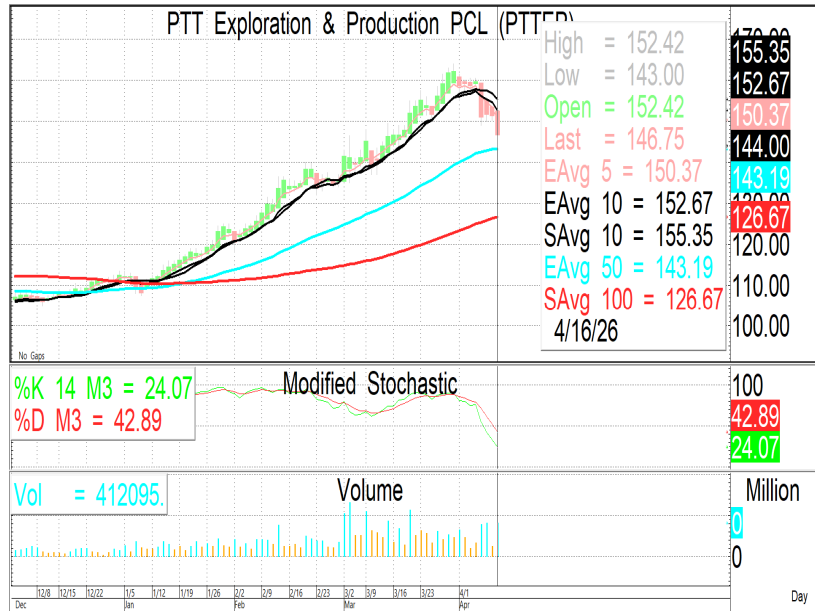 PTT Exploration & Production PCL (PTTEP)
High = 152.42
Low = 143.00
Open = 152.42
Last = 146.75
EAvg 5 = 150.37
EAvg 10 = 152.67
SAvg 10 = 155.35
EAvg 50 = 143.19
SAvg 100 = 126.67
4/16/26
155.35
152.67
150.37
144.00
143.19
126.67
120.00
110.00
100.00
No Gaps
%K 14 M3 = 24.07
%D M3 = 42.89
Modified Stochastic
100
42.89
24.07
Vol = 412095.
Volume
Million
0
0
12/8 12/15 12/22 1/5 1/12 1/19 1/26 2/2 2/9 2/16 2/23 3/2 3/9 3/16 3/23 4/1
Dec Jan Feb Mar Apr
Day